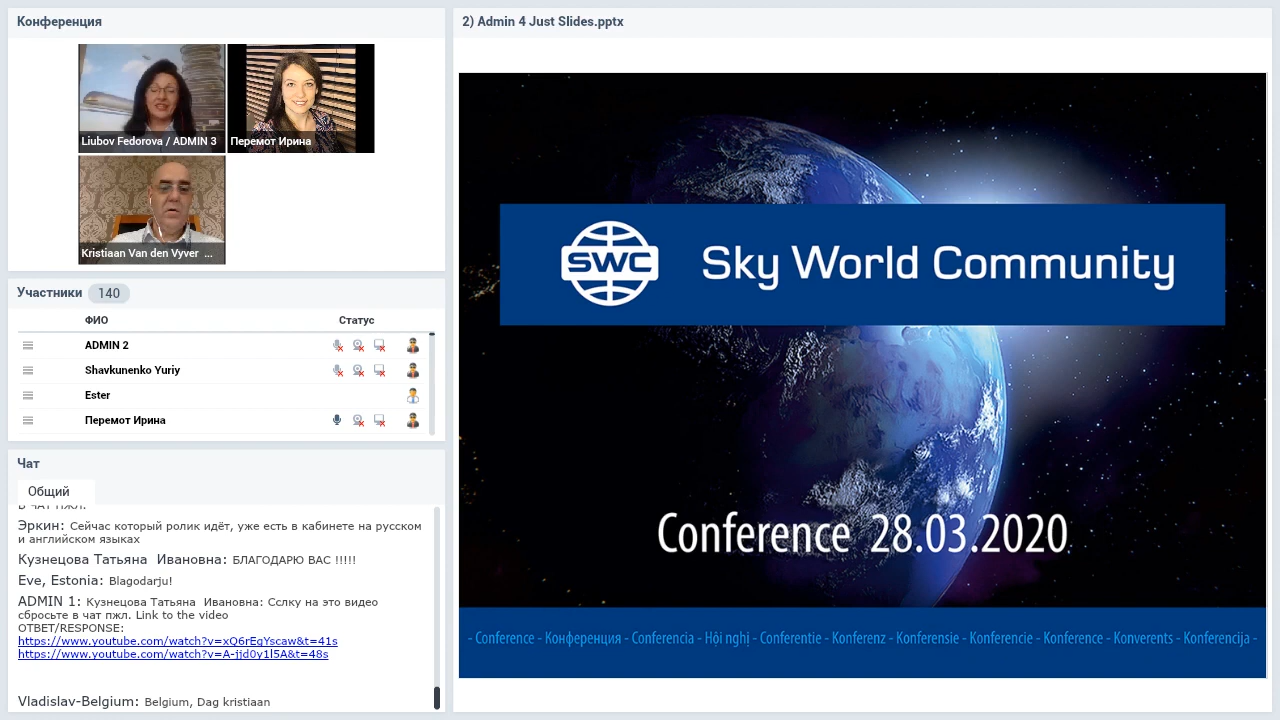 Конференция
Liubov Fedorova / ADMIN 3
Перемот Ирина
Kristiaan Van den Vyver ...
Участники 140
ФИО Статус
ADMIN 2
Shavkunenko Yuriy
Ester
Перемот Ирина
Чат
Общий
Эркин: Сейчас который ролик идёт, уже есть в кабинете на русском
и английском языках
Кузнецова Татьяна Ивановна: БЛАГОДАРЮ ВАС !!!!!
Eve, Estonia: Blagodarju!
ADMIN 1: Кузнецова Татьяна Ивановна: Сслку на это видео
сбросьте в чат пжл. Link to the video
ОТВЕТ/RESPONSE:
https://www.youtube.com/watch?v=xQ6rEgYscaw&t=41s
https://www.youtube.com/watch?v=A-jjd0y1l5A&t=48s
Vladislav-Belgium: Belgium, Dag kristiaan
2) Admin 4 Just Slides.pptx
SWC Sky World Community
Conference 28.03.2020
- Conference - Конференция - Conferencia - Hội nghị - Conferentie - Konferenz - Konferensie - Konferencie - Konference - Konverents - Konferencija -